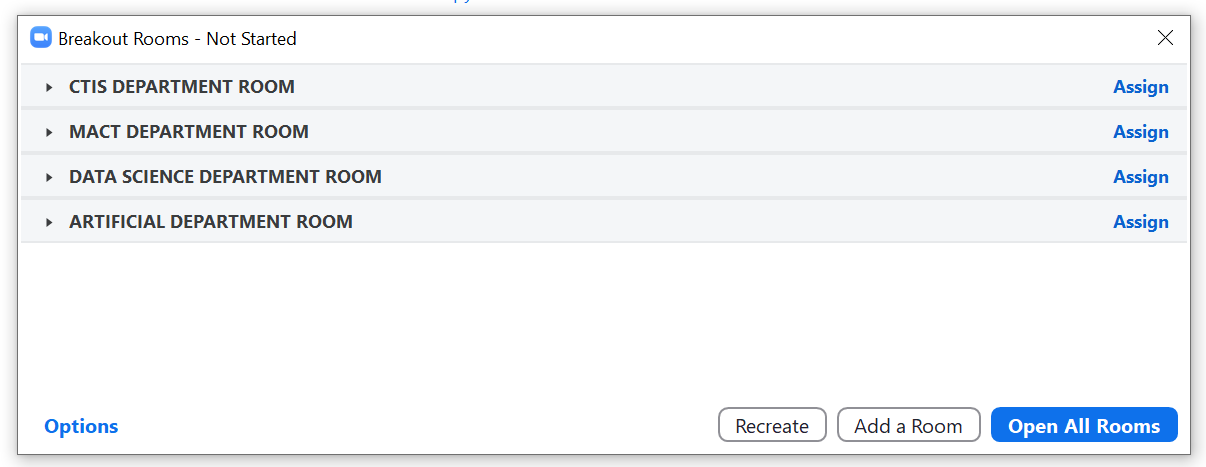 Breakout Rooms - Not Started
CTIS DEPARTMENT ROOM Assign
MACT DEPARTMENT ROOM Assign
DATA SCIENCE DEPARTMENT ROOM Assign
ARTIFICIAL DEPARTMENT ROOM Assign
Options Recreate Add a Room Open All Rooms